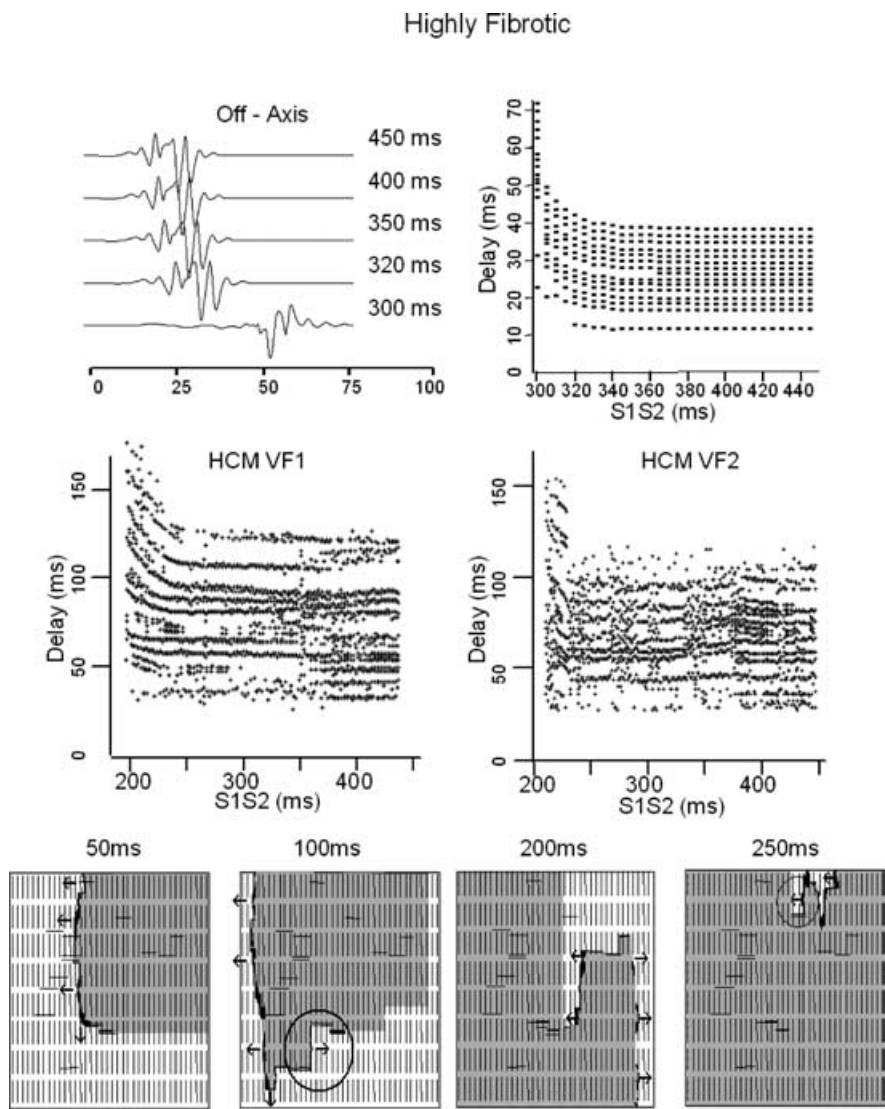 Highly Fibrotic
Off - Axis
450 ms
400 ms
350 ms
320 ms
300 ms
0 25 50 75 100
Delay (ms)
70
60
50
40
30
20
10
0
300 320 340 360 380 400 420 440
S1S2 (ms)
HCM VF1
Delay (ms)
150
100
50
0
200 300 400
S1S2 (ms)
HCM VF2
Delay (ms)
150
100
50
0
200 300 400
S1S2 (ms)
50ms 100ms 200ms 250ms